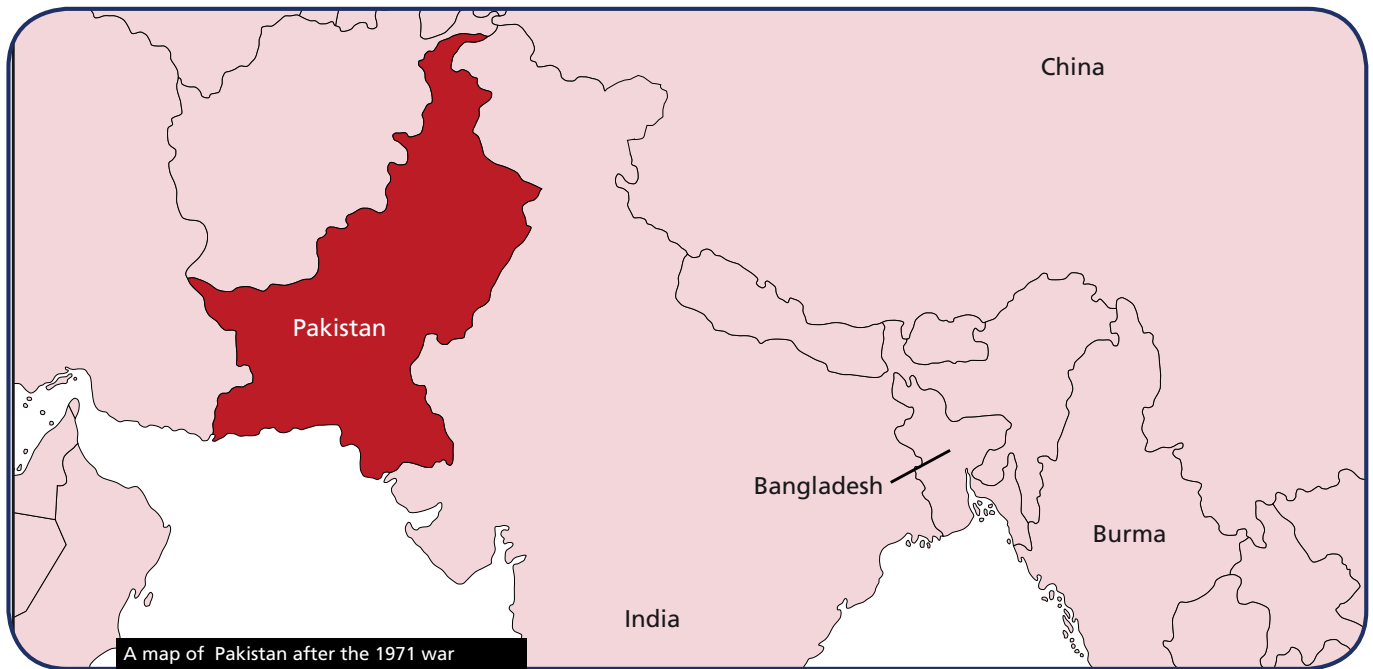 China
Pakistan
Bangladesh
Burma
India
A map of  Pakistan after the 1971 war